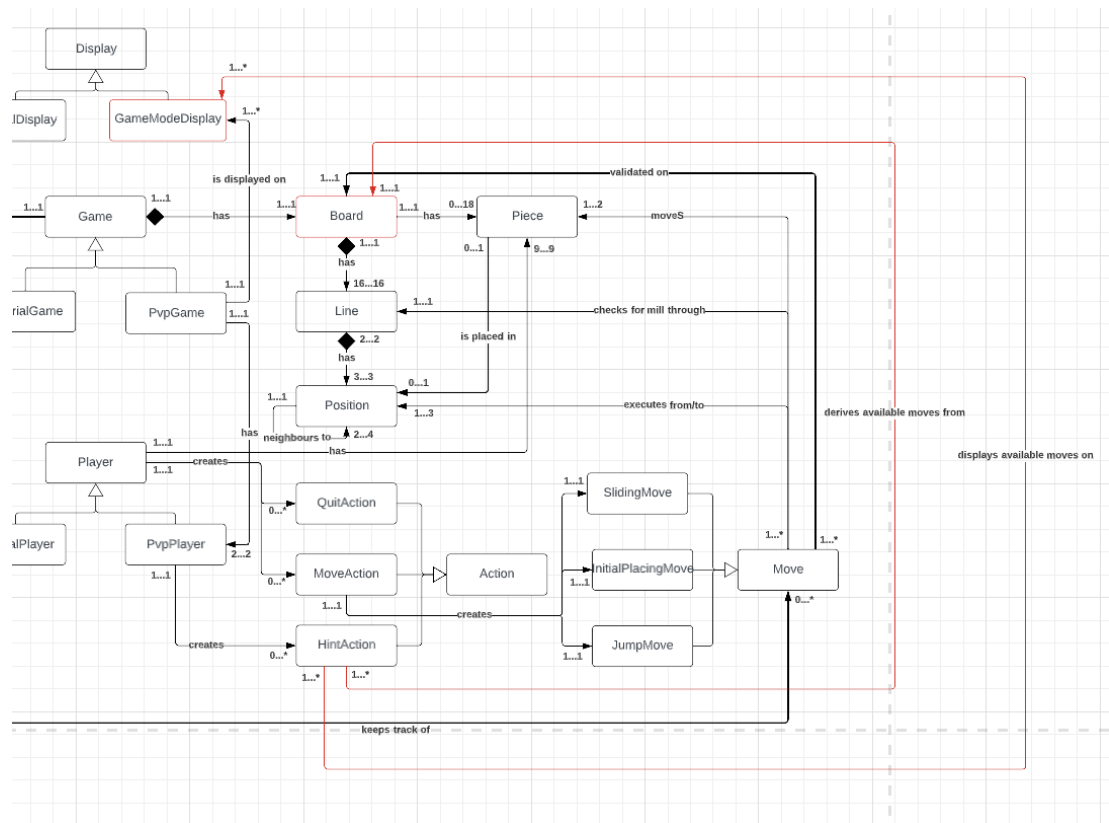 Display
1...*
lDisplay
GameModeDisplay
1...*
is displayed on
validated on
1...1
1...1
1...1
1...1
1...1
0...18
1...2
Game
has
Board
has
Piece
moveS
1...1
0...1
9...9
has
1...1
16...16
1...1
rialGame
PvpGame
1...1
Line
checks for mill through
2...2
is placed in
has
3...3
0...1
1...1
Position
1...3
executes from/to
derives available moves from
has
neighbours to
2...4
1...1
has
displays available moves on
Player
1...1
creates
1...1
SlidingMove
QuitAction
0...*
1...*
1...*
alPlayer
PvpPlayer
2...2
1...1
0...*
MoveAction
Action
InitialPlacingMove
Move
1...1
1...1
0...*
creates
creates
HintAction
0...*
JumpMove
1...1
1...*
1...*
keeps track of